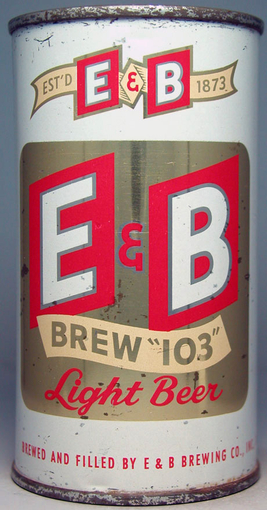 EST'D E & B 1873
E & B
BREW "103"
Light Beer
BREWED AND FILLED BY E & B BREWING CO., INC.